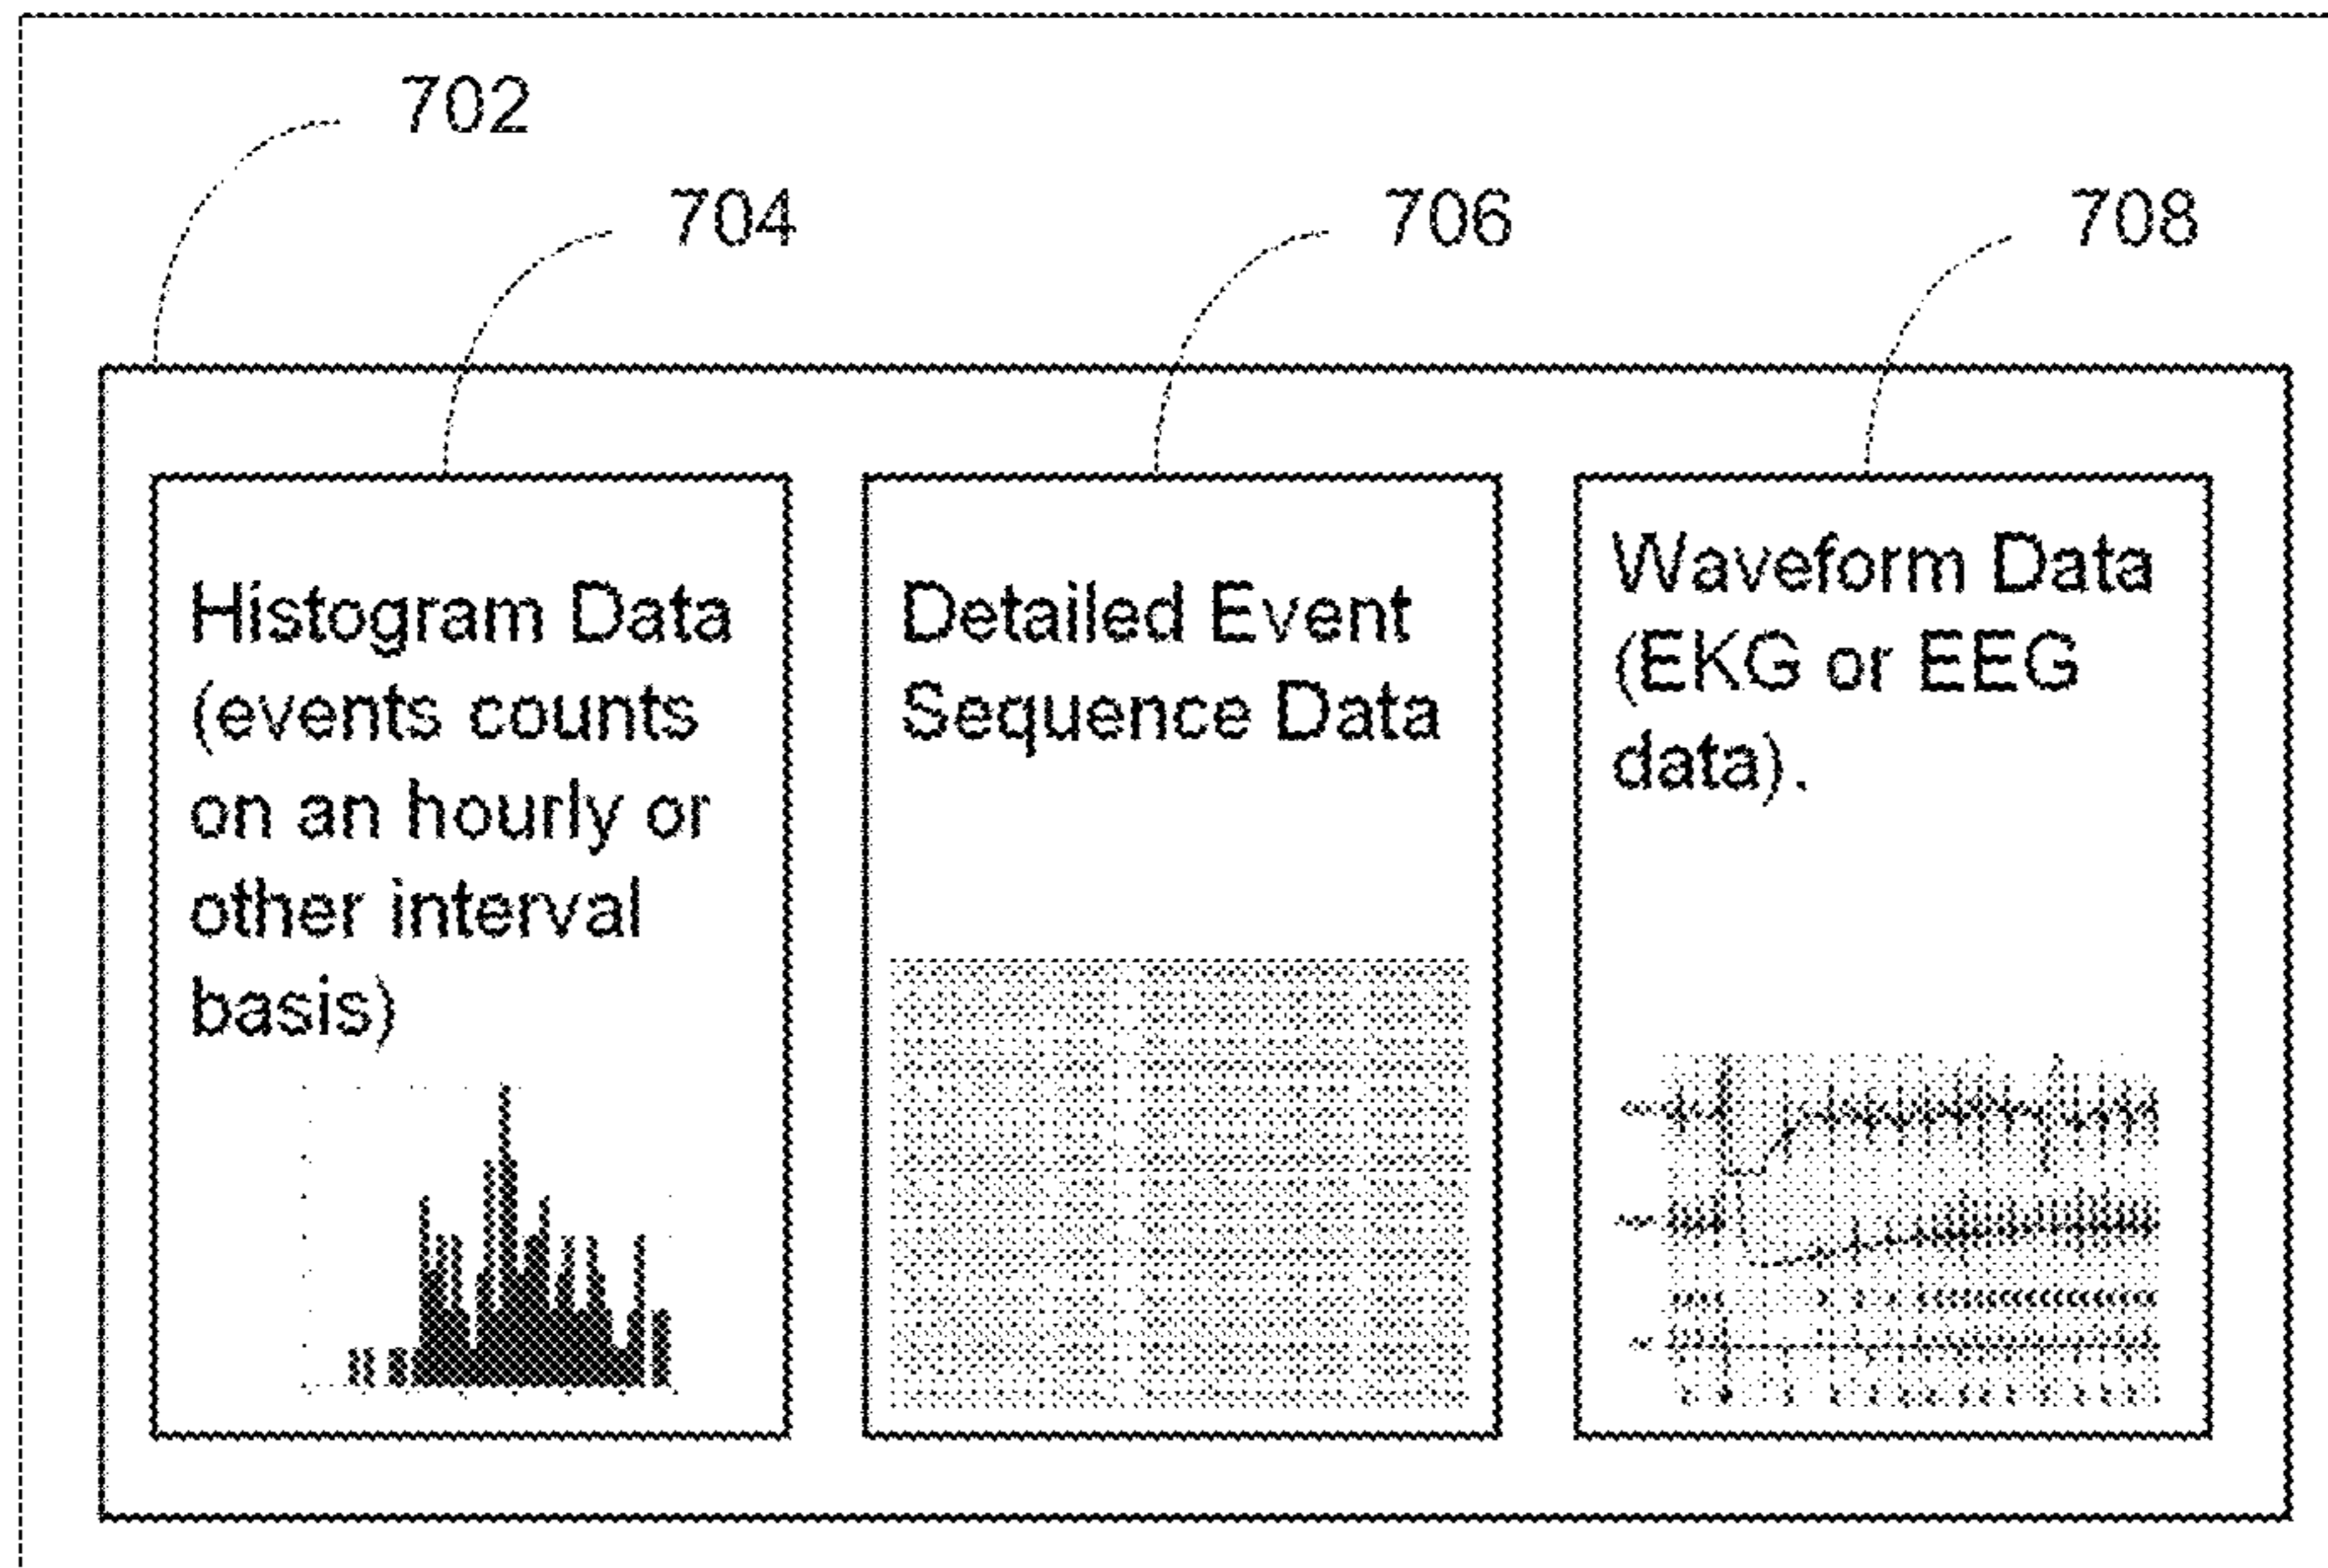 702
704
706
708
Histogram Data
(events counts
on an hourly or
other interval
basis)
Detailed Event
Sequence Data
Waveform Data
(EKG or EEG
data).